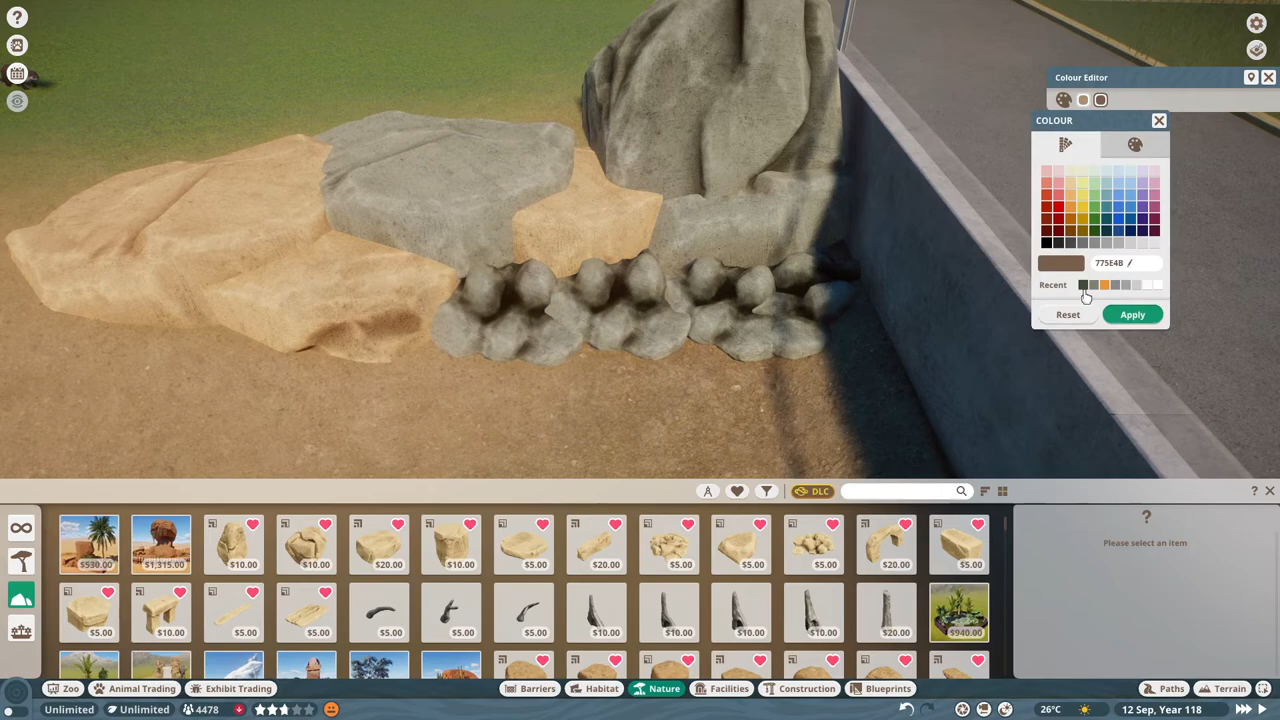 ?
Colour Editor
COLOUR
775E4B /
Recent
Reset
Apply
DLC
? ×
$530.00 $1,315.00 $10.00 $10.00 $20.00 $10.00 $5.00 $20.00 $5.00 $5.00 $5.00 $20.00 $5.00
?
Please select an item
$5.00 $10.00 $5.00 $5.00 $5.00 $5.00 $5.00 $10.00 $10.00 $10.00 $10.00 $20.00 $940.00
Zoo Animal Trading Exhibit Trading Barriers Habitat Nature Facilities Construction Blueprints Paths Terrain
Unlimited Unlimited 4478 26°C 12 Sep, Year 118